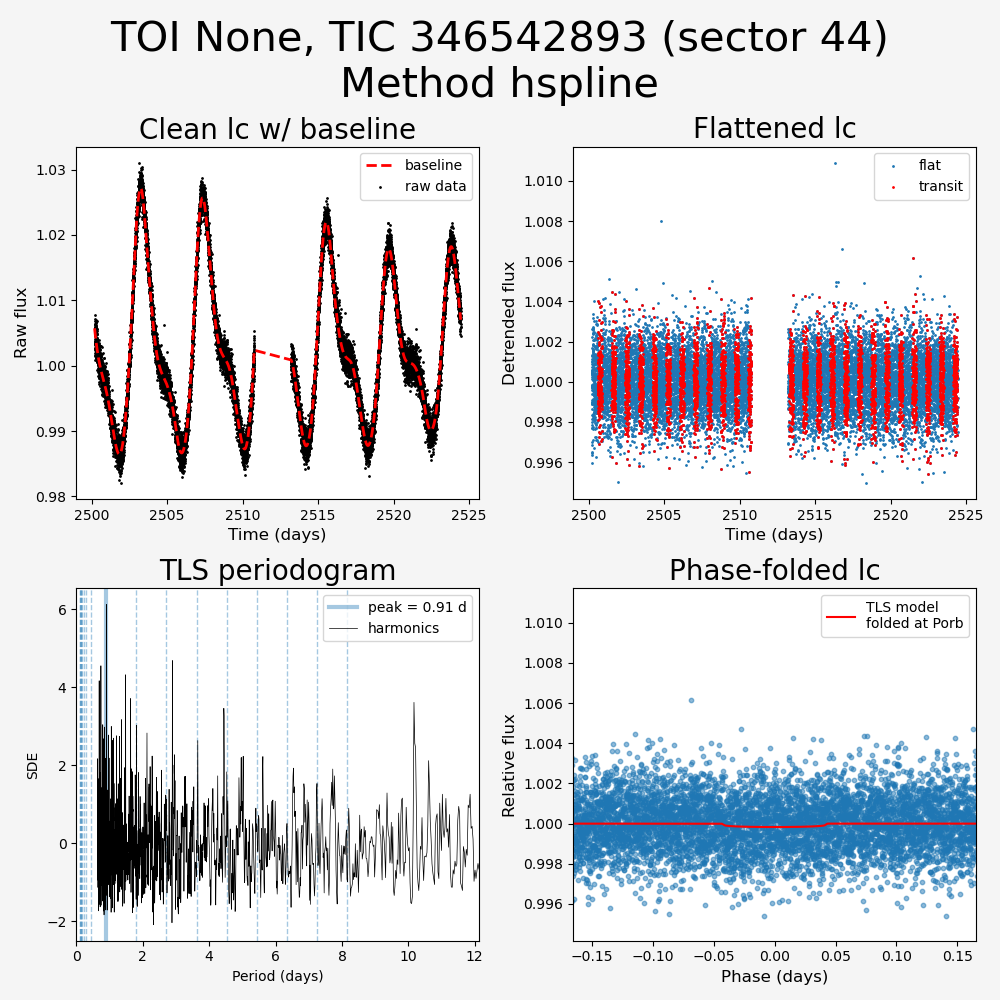 TOI None, TIC 346542893 (sector 44)
Method hspline
Clean lc w/ baseline
Raw flux
1.03
1.02
1.01
1.00
0.99
0.98
baseline
raw data
2500
2505
2510
2515
2520
2525
Time (days)
Flattened lc
Detrended flux
1.010
1.008
1.006
1.004
1.002
1.000
0.998
0.996
flat
transit
2500
2505
2510
2515
2520
2525
Time (days)
TLS periodogram
SDE
6
4
2
0
−2
peak = 0.91 d
harmonics
0
2
4
6
8
10
12
Period (days)
Phase-folded lc
Relative flux
1.010
1.008
1.006
1.004
1.002
1.000
0.998
0.996
TLS model
folded at Porb
−0.15
−0.10
−0.05
0.00
0.05
0.10
0.15
Phase (days)